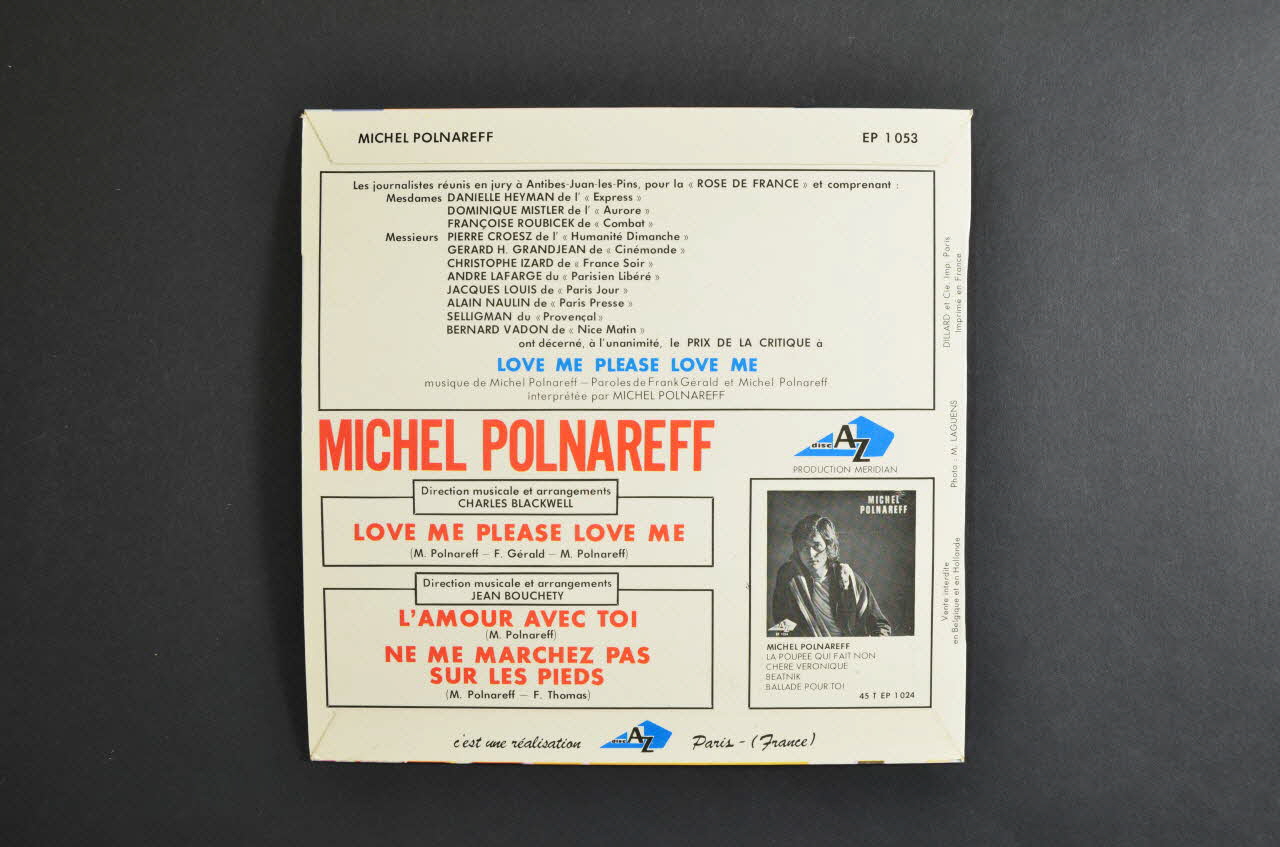 MICHEL POLNAREFF
EP 1053
Les journalistes réunis en jury à Antibes-Juan-les-Pins, pour la « ROSE DE FRANCE » et comprenant :
Mesdames DANIELLE HEYMAN de l' « Express »
DOMINIQUE MISTLER de l' « Aurore »
FRANÇOISE ROUBICEK de « Combat »
Messieurs PIERRE CROESZ de l' « Humanité Dimanche »
GERARD H. GRANDJEAN de « Cinémonde »
CHRISTOPHE IZARD de « France Soir »
ANDRE LAFARGE du « Parisien Libéré »
JACQUES LOUIS de « Paris Jour »
ALAIN NAULIN de « Paris Presse »
SELLIGMAN du « Provençal »
BERNARD VADON de « Nice Matin »
ont décerné, à l'unanimité, le PRIX DE LA CRITIQUE à
LOVE ME PLEASE LOVE ME
musique de Michel Polnareff – Paroles de Frank Gérald et Michel Polnareff
interprétée par MICHEL POLNAREFF
MICHEL POLNAREFF
disc AZ
PRODUCTION MERIDIAN
Direction musicale et arrangements
CHARLES BLACKWELL
LOVE ME PLEASE LOVE ME
(M. Polnareff – F. Gérald – M. Polnareff)
Direction musicale et arrangements
JEAN BOUCHETY
L'AMOUR AVEC TOI
(M. Polnareff)
NE ME MARCHEZ PAS
SUR LES PIEDS
(M. Polnareff – F. Thomas)
MICHEL
POLNAREFF
MICHEL POLNAREFF
LA POUPEE QUI FAIT NON
CHERE VERONIQUE
BEATNIK
BALLADE POUR TOI
45 T EP 1024
c'est une réalisation
disc AZ
Paris - (France)
DILLARD et Cie. Imp. Paris
Imprimé en France
Photo : M. LAGUENS
Vente interdite
en Belgique et en Hollande